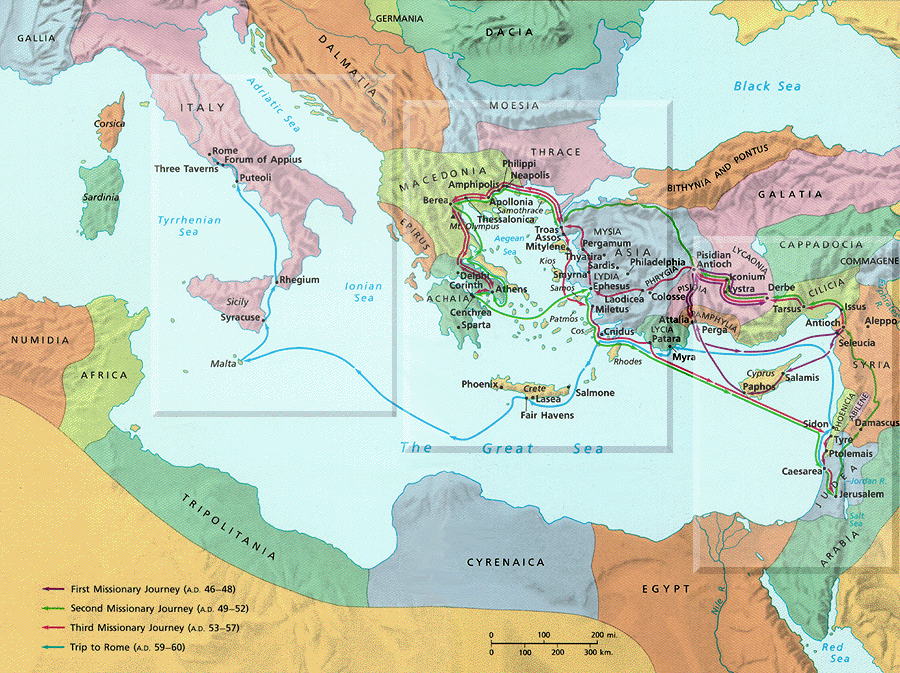 GALLIA
GERMANIA
DACIA
DALMATIA
Black Sea
ITALY
Adriatic Sea
MOESIA
Corsica
THRACE
Rome
Forum of Appius
Three Taverns
Puteoli
MACEDONIA
Philippi
Neapolis
Amphipolis
BITHYNIA AND PONTUS
GALATIA
Sardinia
Berea
Apollonia
Samothrace
Thessalonica
Mt. Olympus
Tyrrhenian
Sea
EPIRUS
Aegean
Sea
Troas
Assos
Mitylene
MYSIA
Pergamum
ASIA
Thyatira
Sardis
Philadelphia
Pisidian
Antioch
LYCAONIA
CAPPADOCIA
COMMAGENE
Kios
Smyrna
LYDIA
Ephesus
PHRYGIA
PISIDIA
Iconium
Lystra
Derbe
CILICIA
Tarsus
Issus
Rhegium
Ionian
Sea
Delphi
Corinth
Athens
ACHAIA
Cenchrea
Sparta
Samos
Laodicea
Colosse
Miletus
Patmos
Cos
Cnidus
Attalia
PAMPHYLIA
Perga
LYCIA
Patara
Myra
Rhodes
Antioch
Aleppo
Seleucia
SYRIA
Sicily
Syracuse
Malta
NUMIDIA
AFRICA
Phoenix
Crete
Lasea
Fair Havens
Salmone
Cyprus
Salamis
Paphos
PHOENICIA
ABILENE
Sidon
Damascus
Tyre
Ptolemais
Caesarea
JUDEA
Jordan R.
Jerusalem
Salt
Sea
The Great Sea
TRIPOLITANIA
CYRENAICA
EGYPT
Nile R.
ARABIA
Red
Sea
First Missionary Journey (A.D. 46–48)
Second Missionary Journey (A.D. 49–52)
Third Missionary Journey (A.D. 53–57)
Trip to Rome (A.D. 59–60)
0 100 200 mi.
0 100 200 300 km.